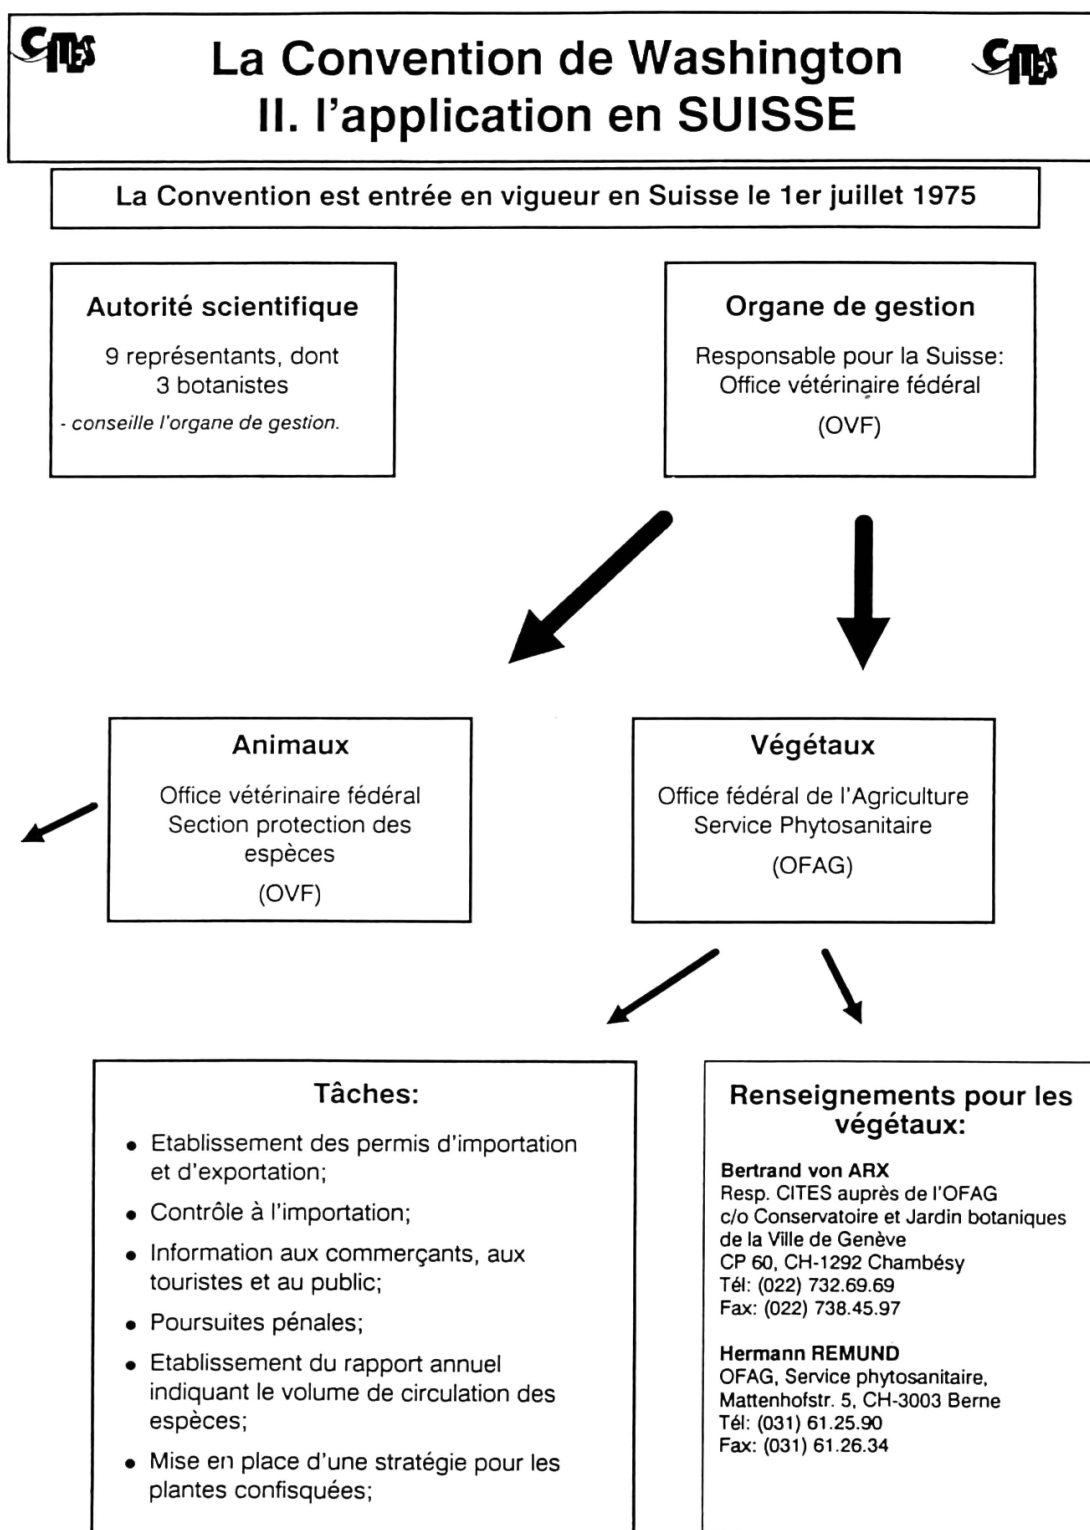 CITES
La Convention de Washington
CITES
II. l'application en SUISSE
La Convention est entrée en vigueur en Suisse le 1er juillet 1975
Autorité scientifique
9 représentants, dont
3 botanistes
- conseille l'organe de gestion.
Organe de gestion
Responsable pour la Suisse:
Office vétérinaire fédéral
(OVF)
Animaux
Office vétérinaire fédéral
Section protection des
espèces
(OVF)
Végétaux
Office fédéral de l'Agriculture
Service Phytosanitaire
(OFAG)
Tâches:
• Etablissement des permis d'importation
et d'exportation;
• Contrôle à l'importation;
• Information aux commerçants, aux
touristes et au public;
• Poursuites pénales;
• Etablissement du rapport annuel
indiquant le volume de circulation des
espèces;
• Mise en place d'une stratégie pour les
plantes confisquées;
Renseignements pour les
végétaux:
Bertrand von ARX
Resp. CITES auprès de l'OFAG
c/o Conservatoire et Jardin botaniques
de la Ville de Genève
CP 60, CH-1292 Chambésy
Tél: (022) 732.69.69
Fax: (022) 738.45.97
Hermann REMUND
OFAG, Service phytosanitaire,
Mattenhofstr. 5, CH-3003 Berne
Tél: (031) 61.25.90
Fax: (031) 61.26.34